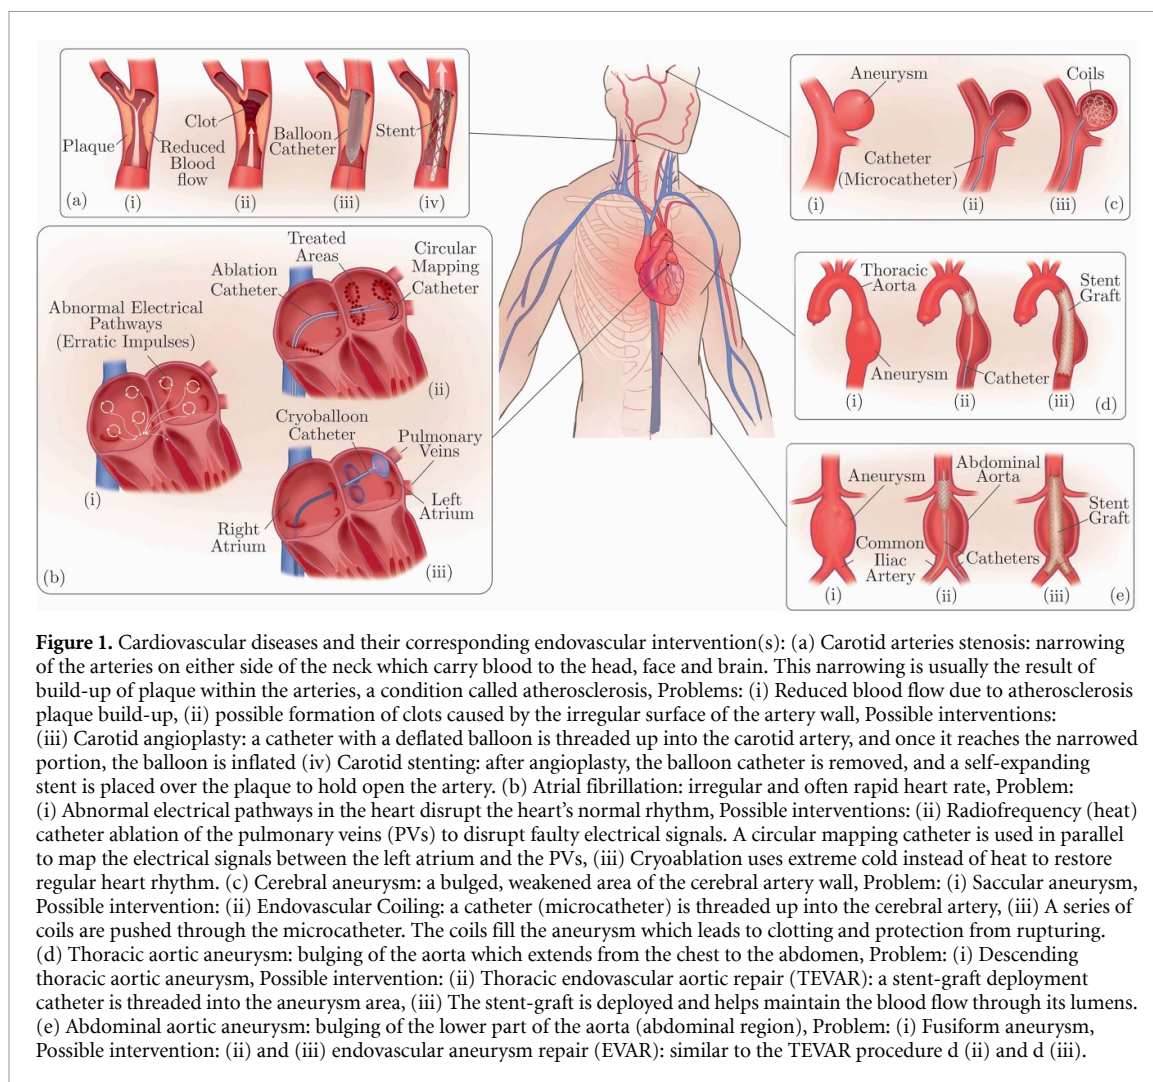 Plaque
Clot
Reduced
Blood
flow
Balloon
Catheter
Stent
(a)
(i)
(ii)
(iii)
(iv)
Abnormal Electrical
Pathways
(Erratic Impulses)
(i)
Ablation
Catheter
Treated
Areas
Circular
Mapping
Catheter
(ii)
Cryoballoon
Catheter
Pulmonary
Veins
Left
Atrium
Right
Atrium
(iii)
(b)
Aneurysm
Catheter
(Microcatheter)
Coils
(i)
(ii)
(iii)
(c)
Thoracic
Aorta
Aneurysm
Catheter
Stent
Graft
(i)
(ii)
(iii)
(d)
Aneurysm
Abdominal
Aorta
Common
Iliac
Artery
Catheters
Stent
Graft
(i)
(ii)
(iii)
(e)
Figure 1. Cardiovascular diseases and their corresponding endovascular intervention(s): (a) Carotid arteries stenosis: narrowing
of the arteries on either side of the neck which carry blood to the head, face and brain. This narrowing is usually the result of
build-up of plaque within the arteries, a condition called atherosclerosis, Problems: (i) Reduced blood flow due to atherosclerosis
plaque build-up, (ii) possible formation of clots caused by the irregular surface of the artery wall, Possible interventions:
(iii) Carotid angioplasty: a catheter with a deflated balloon is threaded up into the carotid artery, and once it reaches the narrowed
portion, the balloon is inflated (iv) Carotid stenting: after angioplasty, the balloon catheter is removed, and a self-expanding
stent is placed over the plaque to hold open the artery. (b) Atrial fibrillation: irregular and often rapid heart rate, Problem:
(i) Abnormal electrical pathways in the heart disrupt the heart's normal rhythm, Possible interventions: (ii) Radiofrequency (heat)
catheter ablation of the pulmonary veins (PVs) to disrupt faulty electrical signals. A circular mapping catheter is used in parallel
to map the electrical signals between the left atrium and the PVs, (iii) Cryoablation uses extreme cold instead of heat to restore
regular heart rhythm. (c) Cerebral aneurysm: a bulged, weakened area of the cerebral artery wall, Problem: (i) Saccular aneurysm,
Possible intervention: (ii) Endovascular Coiling: a catheter (microcatheter) is threaded up into the cerebral artery, (iii) A series of
coils are pushed through the microcatheter. The coils fill the aneurysm which leads to clotting and protection from rupturing.
(d) Thoracic aortic aneurysm: bulging of the aorta which extends from the chest to the abdomen, Problem: (i) Descending
thoracic aortic aneurysm, Possible intervention: (ii) Thoracic endovascular aortic repair (TEVAR): a stent-graft deployment
catheter is threaded into the aneurysm area, (iii) The stent-graft is deployed and helps maintain the blood flow through its lumens.
(e) Abdominal aortic aneurysm: bulging of the lower part of the aorta (abdominal region), Problem: (i) Fusiform aneurysm,
Possible intervention: (ii) and (iii) endovascular aneurysm repair (EVAR): similar to the TEVAR procedure d (ii) and d (iii).